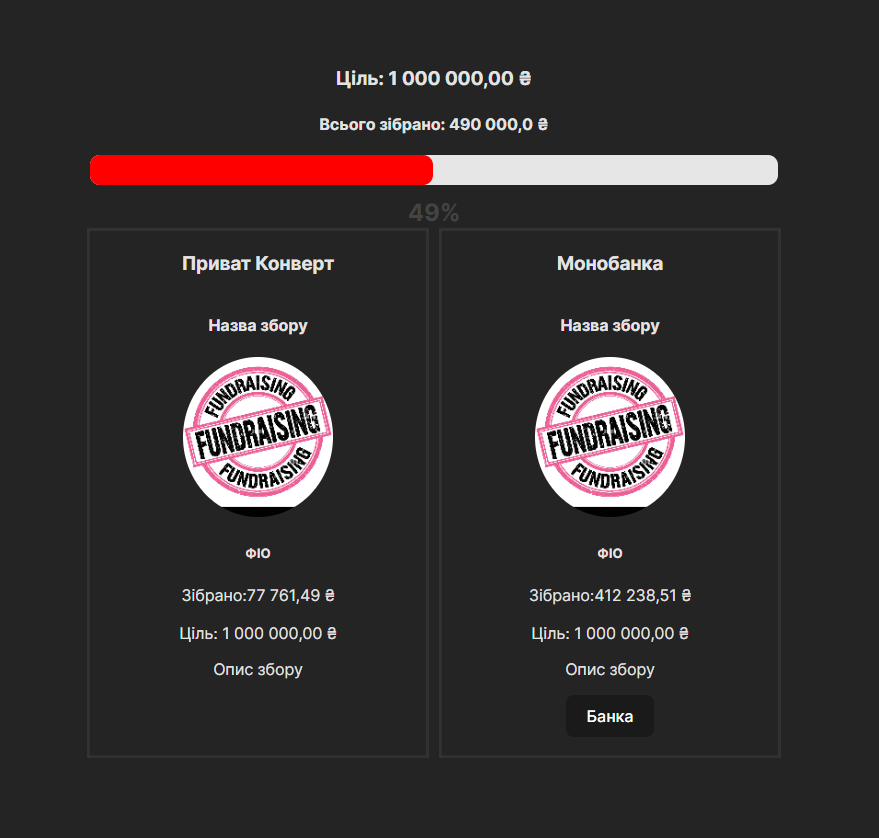 Ціль: 1 000 000,00 ₴
Всього зібрано: 490 000,0 ₴
49%
Приват Конверт
Назва збору
FUNDRAISING
FUNDRAISING
FUNDRAISING
ФІО
Зібрано:77 761,49 ₴
Ціль: 1 000 000,00 ₴
Опис збору
Монобанка
Назва збору
FUNDRAISING
FUNDRAISING
FUNDRAISING
ФІО
Зібрано:412 238,51 ₴
Ціль: 1 000 000,00 ₴
Опис збору
Банка